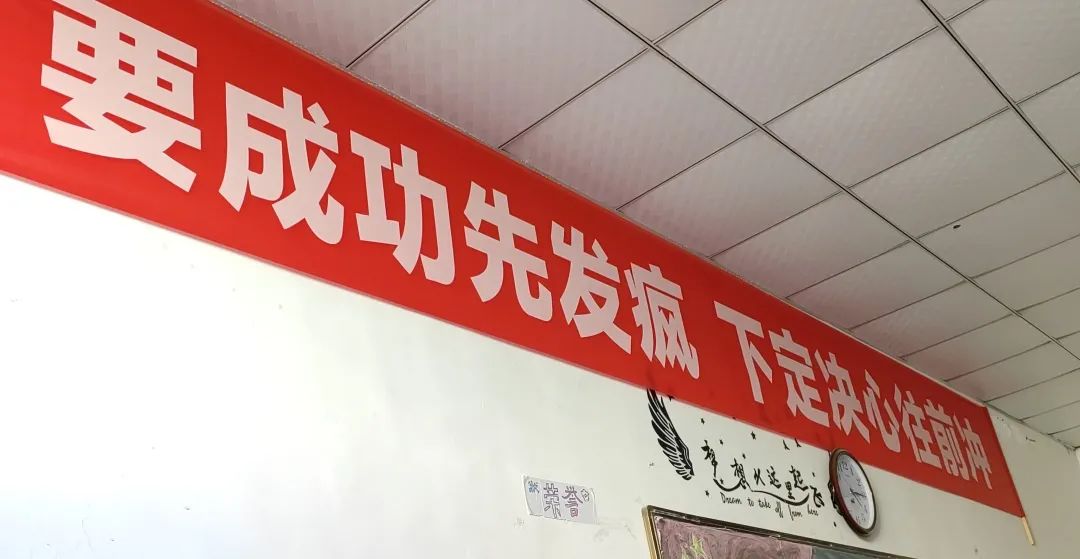 要成功先发疯 下定决心往前冲
梦想从这里起飞
Dream to take off from here
荣誉